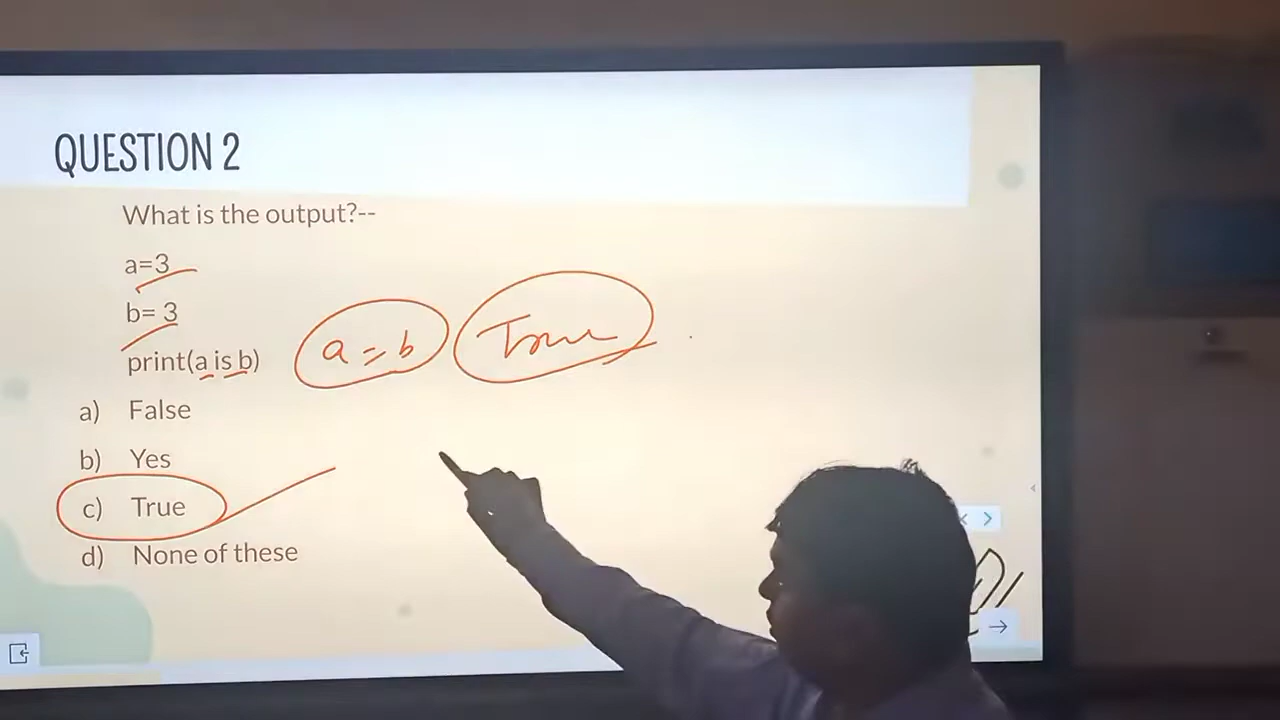 QUESTION 2
What is the output?--
a=3
b= 3
print(a is b)
a = b
True
a) False
b) Yes
c) True
d) None of these